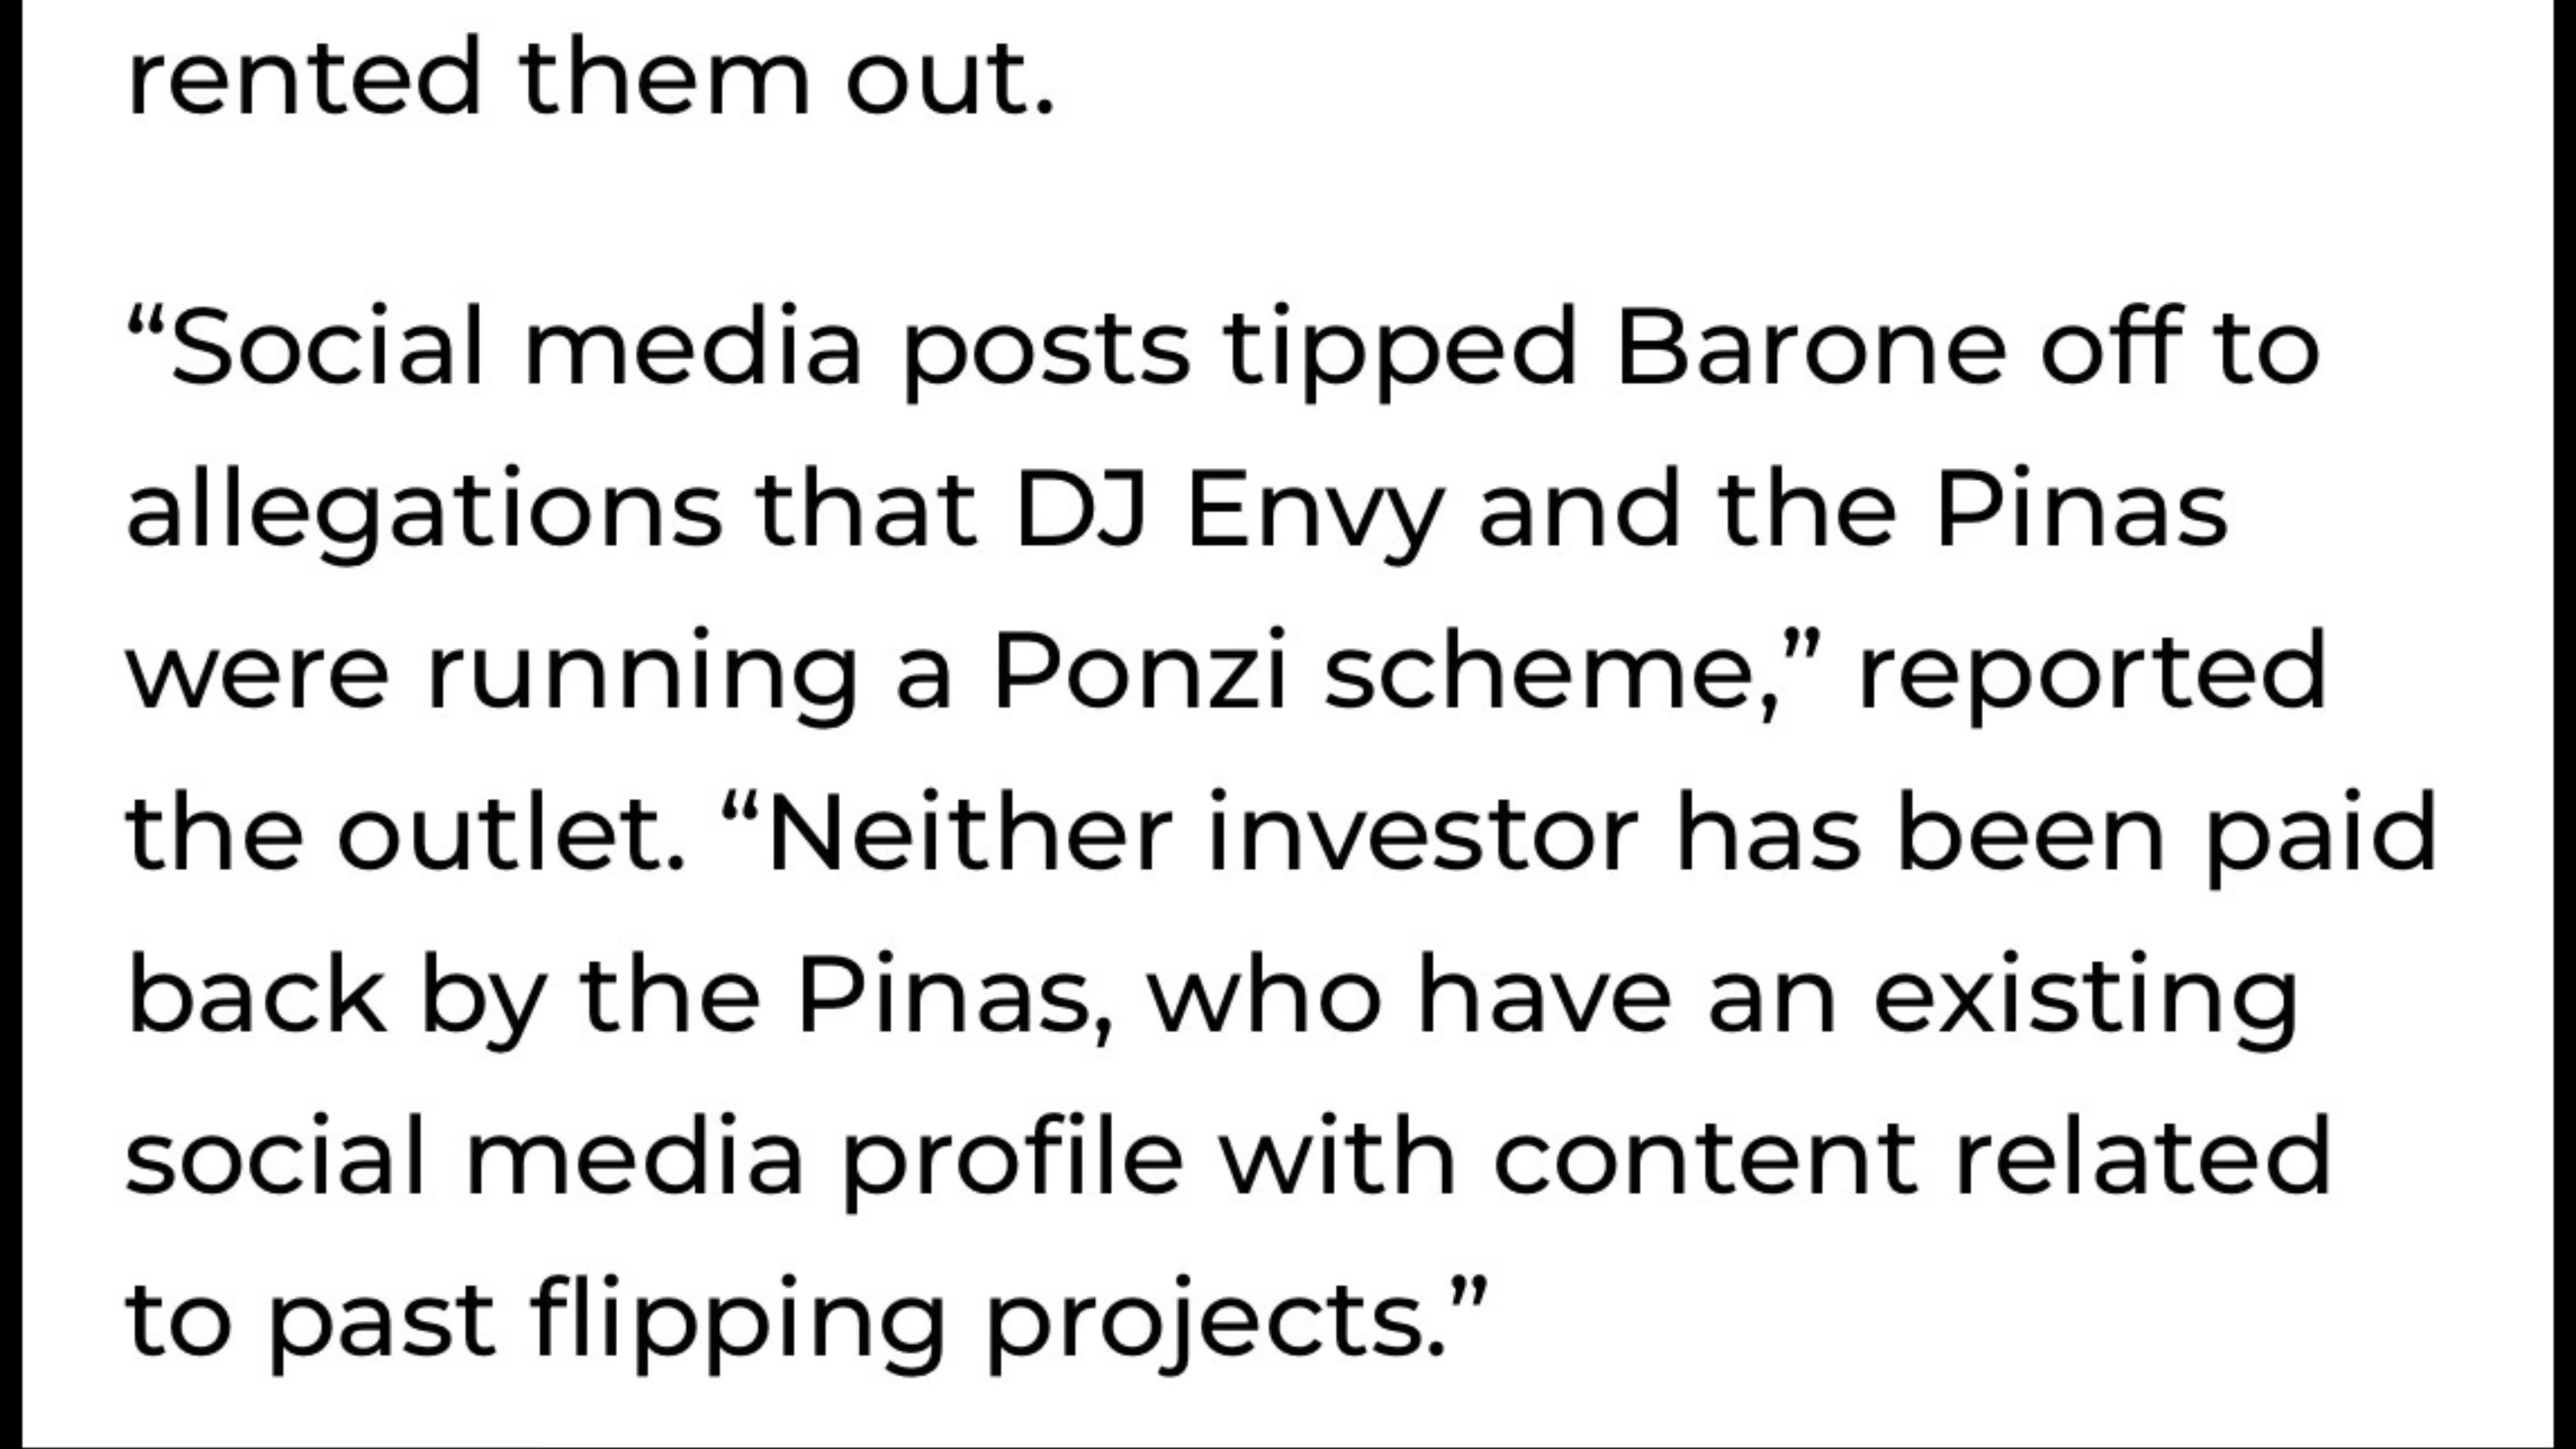 rented them out.
“Social media posts tipped Barone off to
allegations that DJ Envy and the Pinas
were running a Ponzi scheme,” reported
the outlet. “Neither investor has been paid
back by the Pinas, who have an existing
social media profile with content related
to past flipping projects.”